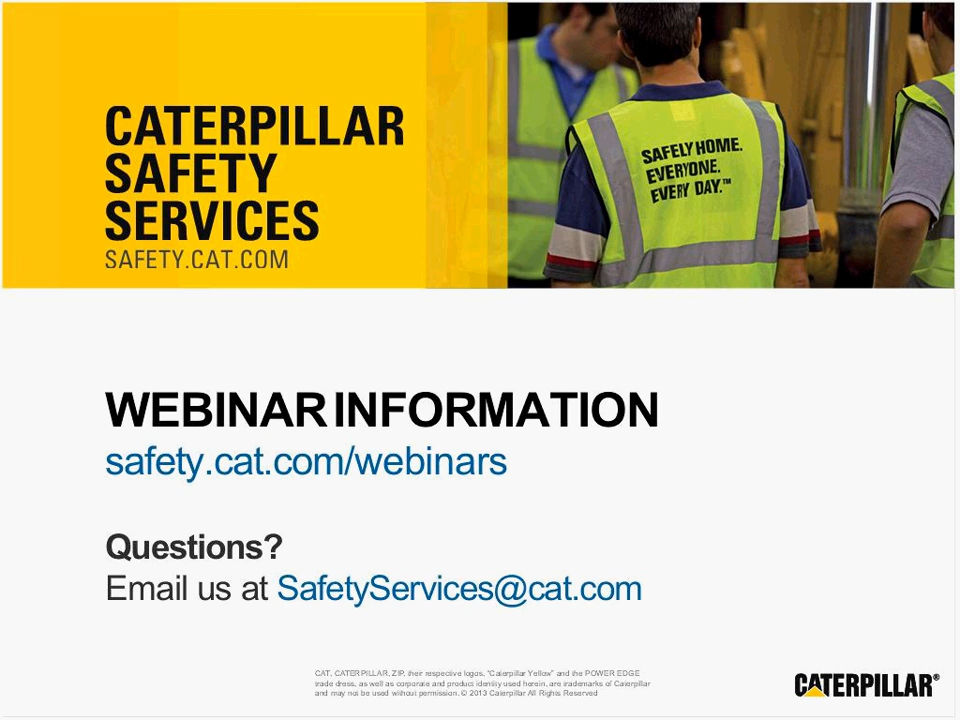 CATERPILLAR
SAFETY
SERVICES
SAFETY.CAT.COM
SAFELY HOME.
EVERYONE.
EVERY DAY.™
WEBINAR INFORMATION
safety.cat.com/webinars
Questions?
Email us at SafetyServices@cat.com
CAT, CATERPILLAR, ZIP, their respective logos, “Caterpillar Yellow” and the POWER EDGE
trade dress, as well as corporate and product identity used herein, are trademarks of Caterpillar
and may not be used without permission. © 2013 Caterpillar All Rights Reserved
CATERPILLAR®